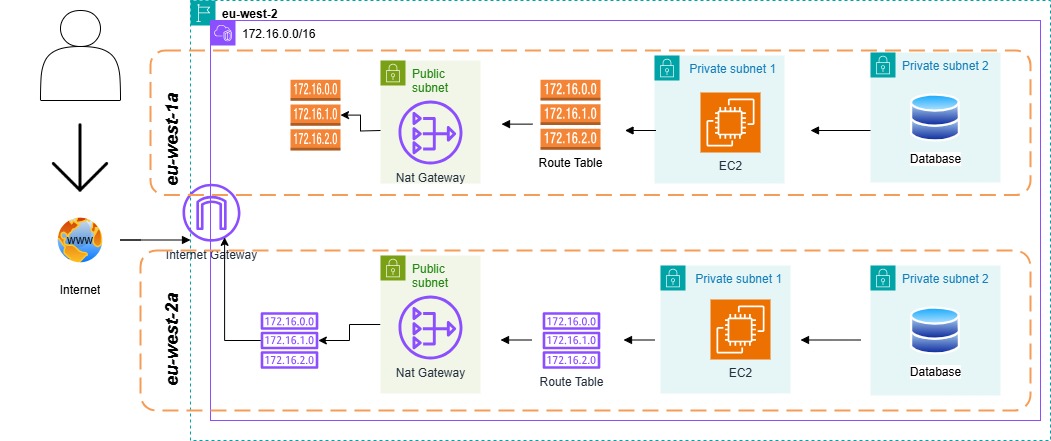 eu-west-2
172.16.0.0/16
eu-west-1a
172.16.0.0
172.16.1.0
172.16.2.0
Public
subnet
Nat Gateway
172.16.0.0
172.16.1.0
172.16.2.0
Route Table
Private subnet 1
EC2
Private subnet 2
Database
Internet Gateway
WWW
Internet
eu-west-2a
172.16.0.0
172.16.1.0
172.16.2.0
Public
subnet
Nat Gateway
172.16.0.0
172.16.1.0
172.16.2.0
Route Table
Private subnet 1
EC2
Private subnet 2
Database